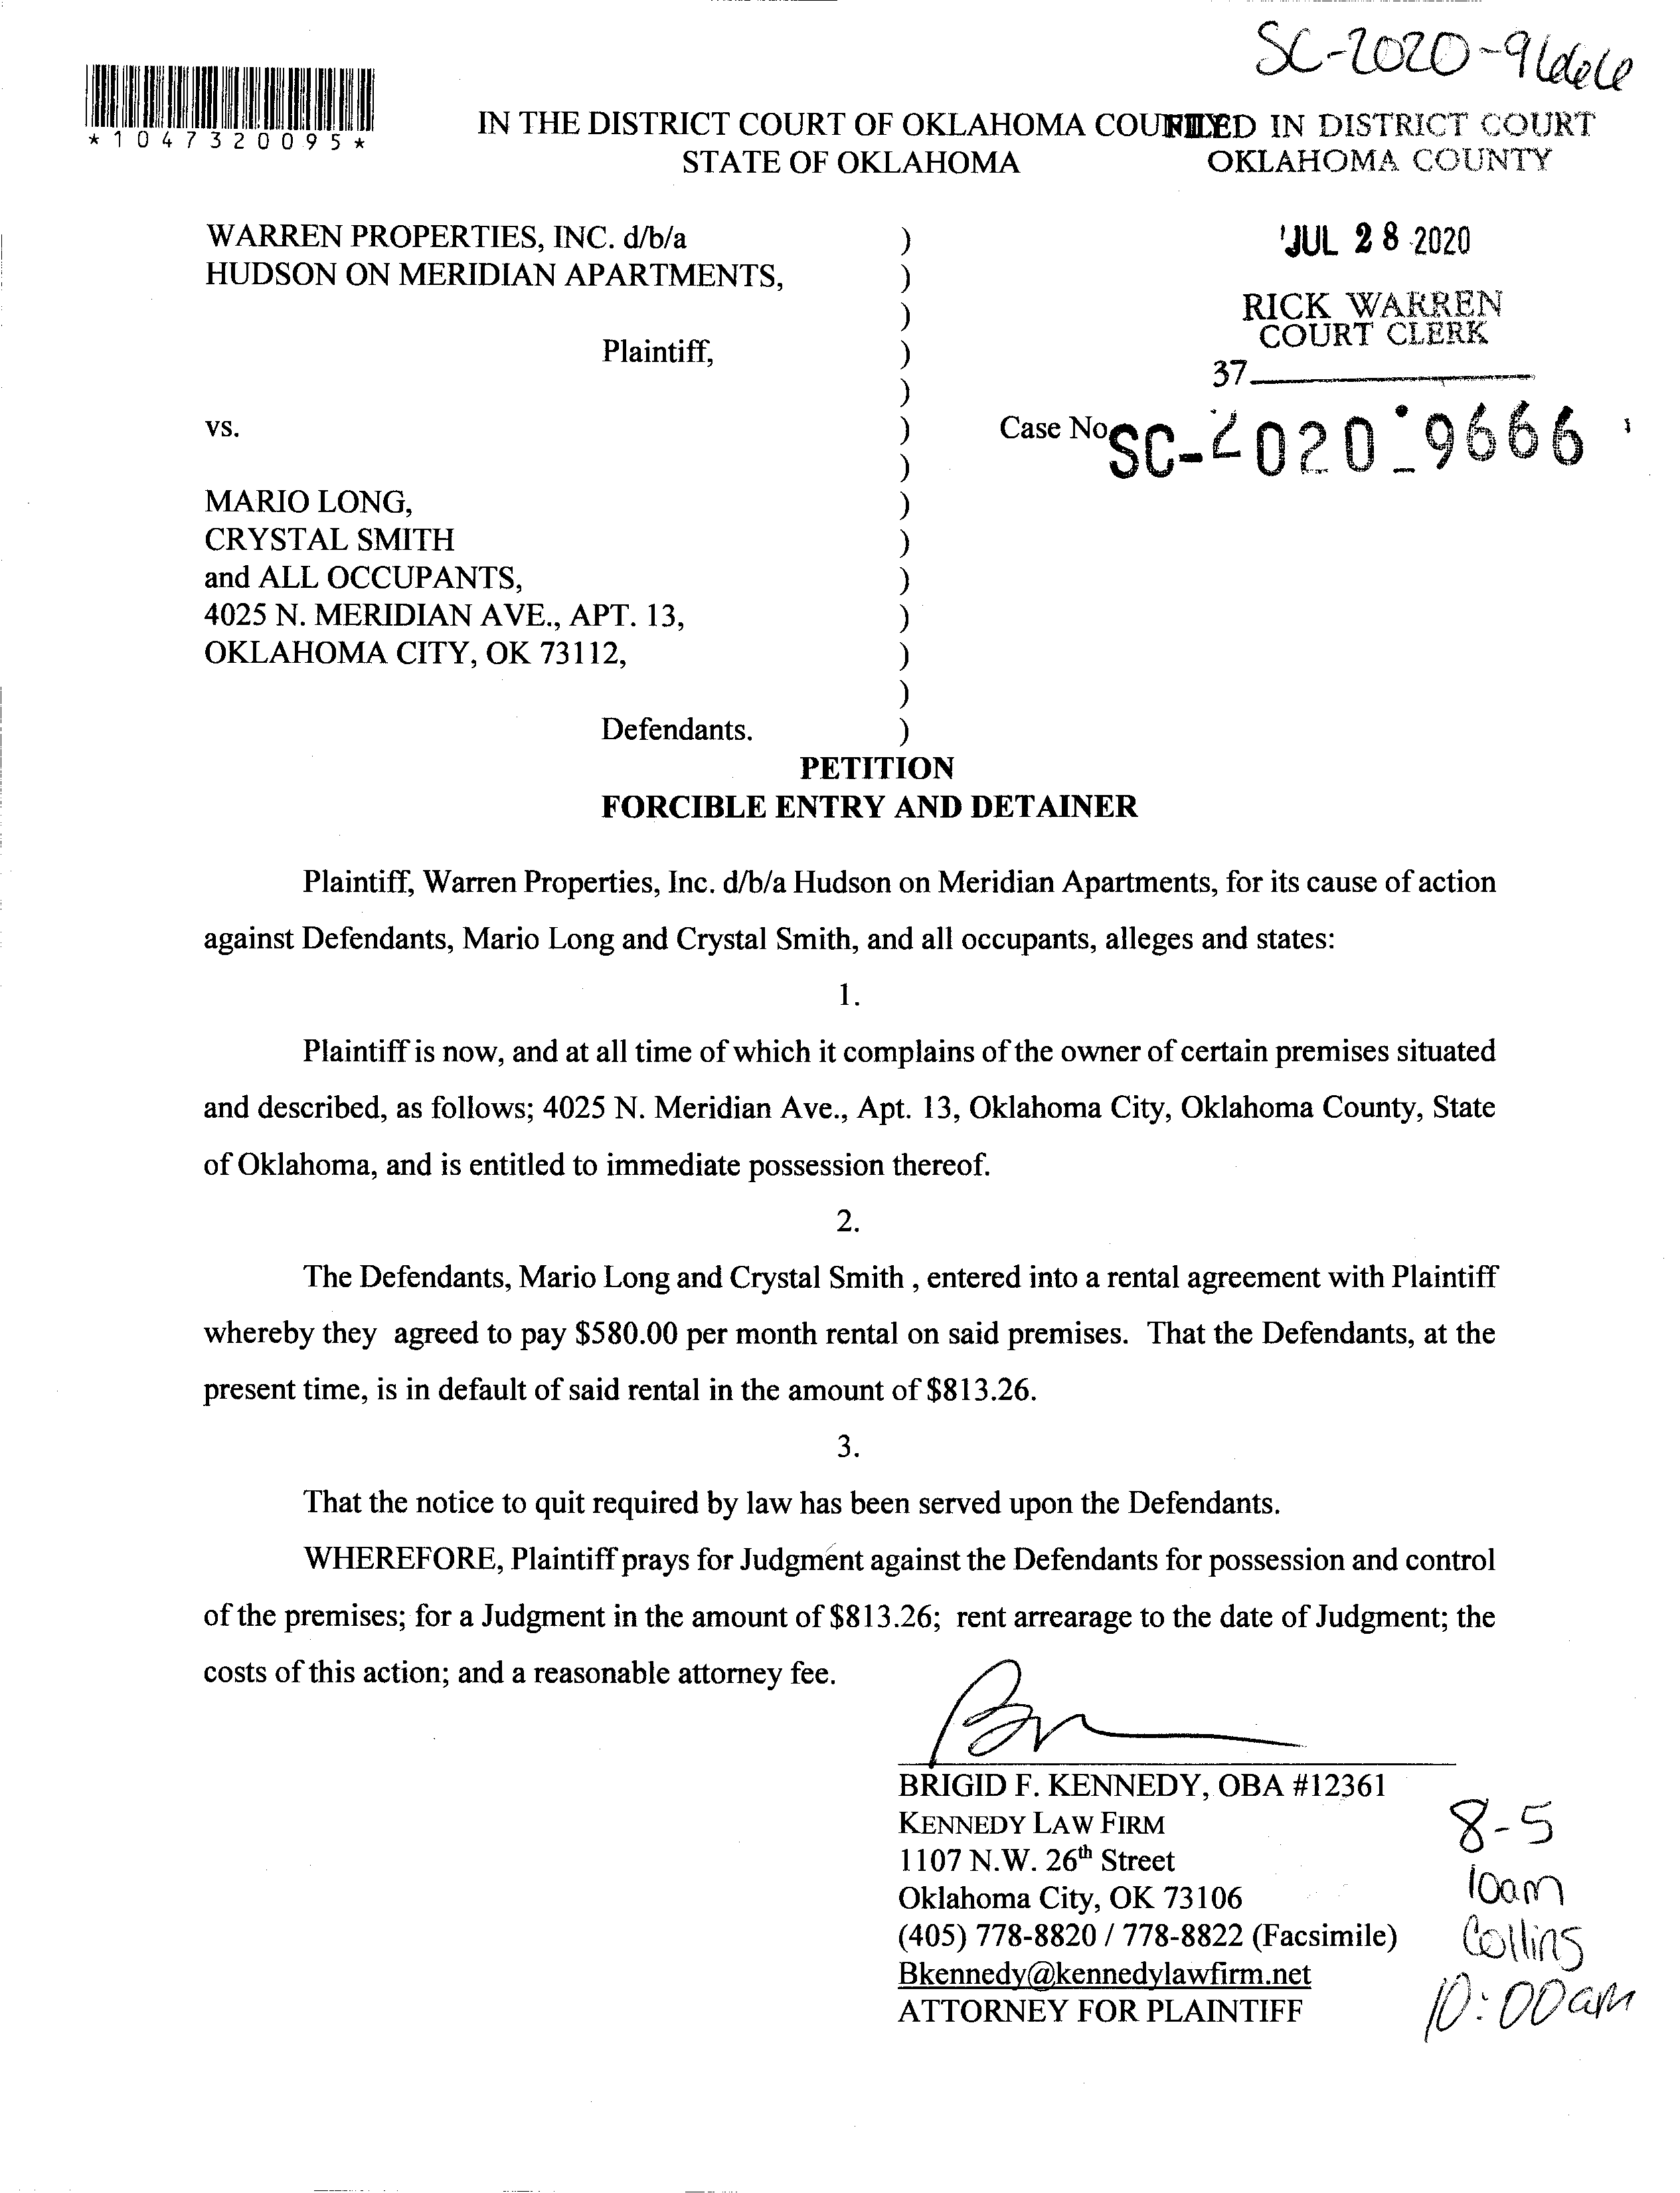 SC-2020-9666
*1047320095*
IN THE DISTRICT COURT OF OKLAHOMA COUNTY
STATE OF OKLAHOMA
FILED IN DISTRICT COURT
OKLAHOMA COUNTY
JUL 28 2020
RICK WARREN
COURT CLERK
37
WARREN PROPERTIES, INC. d/b/a )
HUDSON ON MERIDIAN APARTMENTS, )
)
Plaintiff, )
)
vs. )
Case No. SC-2020-9666
)
MARIO LONG, )
CRYSTAL SMITH )
and ALL OCCUPANTS, )
4025 N. MERIDIAN AVE., APT. 13, )
OKLAHOMA CITY, OK 73112, )
)
Defendants. )
PETITION
FORCIBLE ENTRY AND DETAINER
Plaintiff, Warren Properties, Inc. d/b/a Hudson on Meridian Apartments, for its cause of action
against Defendants, Mario Long and Crystal Smith, and all occupants, alleges and states:
1.
Plaintiff is now, and at all time of which it complains of the owner of certain premises situated
and described, as follows; 4025 N. Meridian Ave., Apt. 13, Oklahoma City, Oklahoma County, State
of Oklahoma, and is entitled to immediate possession thereof.
2.
The Defendants, Mario Long and Crystal Smith , entered into a rental agreement with Plaintiff
whereby they agreed to pay $580.00 per month rental on said premises. That the Defendants, at the
present time, is in default of said rental in the amount of $813.26.
3.
That the notice to quit required by law has been served upon the Defendants.
WHEREFORE, Plaintiff prays for Judgment against the Defendants for possession and control
of the premises; for a Judgment in the amount of $813.26; rent arrearage to the date of Judgment; the
costs of this action; and a reasonable attorney fee.
BRIGID F. KENNEDY, OBA #12361
KENNEDY LAW FIRM
1107 N.W. 26th Street
Oklahoma City, OK 73106
(405) 778-8820 / 778-8822 (Facsimile)
Bkennedy@kennedylawfirm.net
ATTORNEY FOR PLAINTIFF
8-5
10am
Collins
10:00am